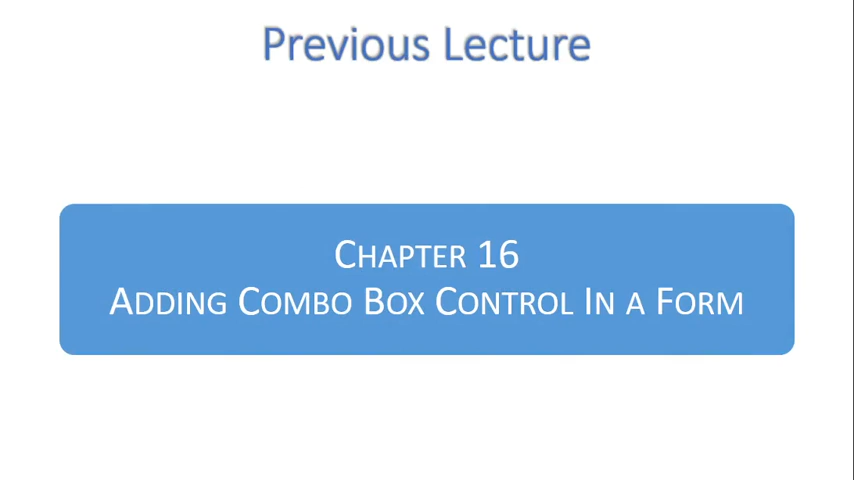 Previous Lecture
Chapter 16
Adding Combo Box Control In a Form